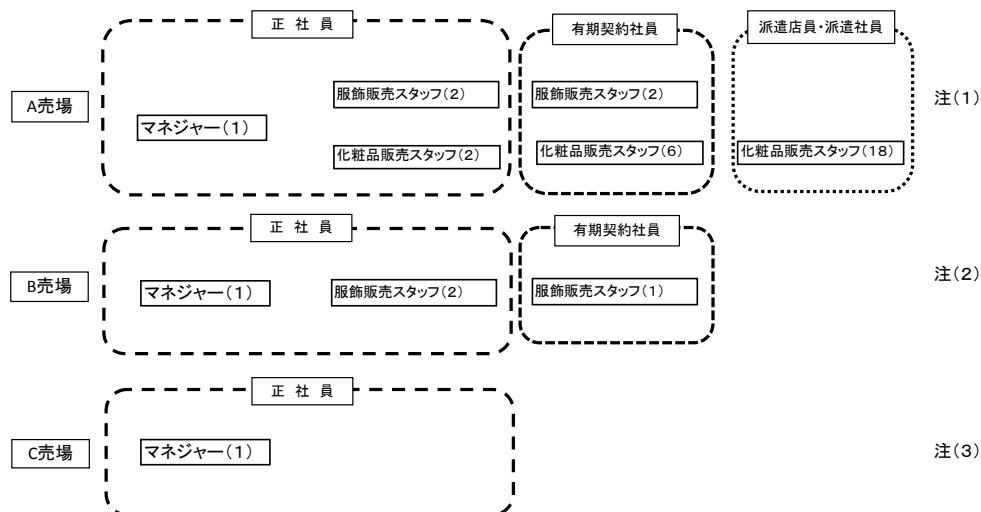 正 社 員
有期契約社員
派遣店員・派遣社員
A売場
マネジャー（1）
服飾販売スタッフ（2）
化粧品販売スタッフ（2）
服飾販売スタッフ（2）
化粧品販売スタッフ（6）
化粧品販売スタッフ（18）
注（1）
正 社 員
有期契約社員
B売場
マネジャー（1）
服飾販売スタッフ（2）
服飾販売スタッフ（1）
注（2）
正 社 員
C売場
マネジャー（1）
注（3）